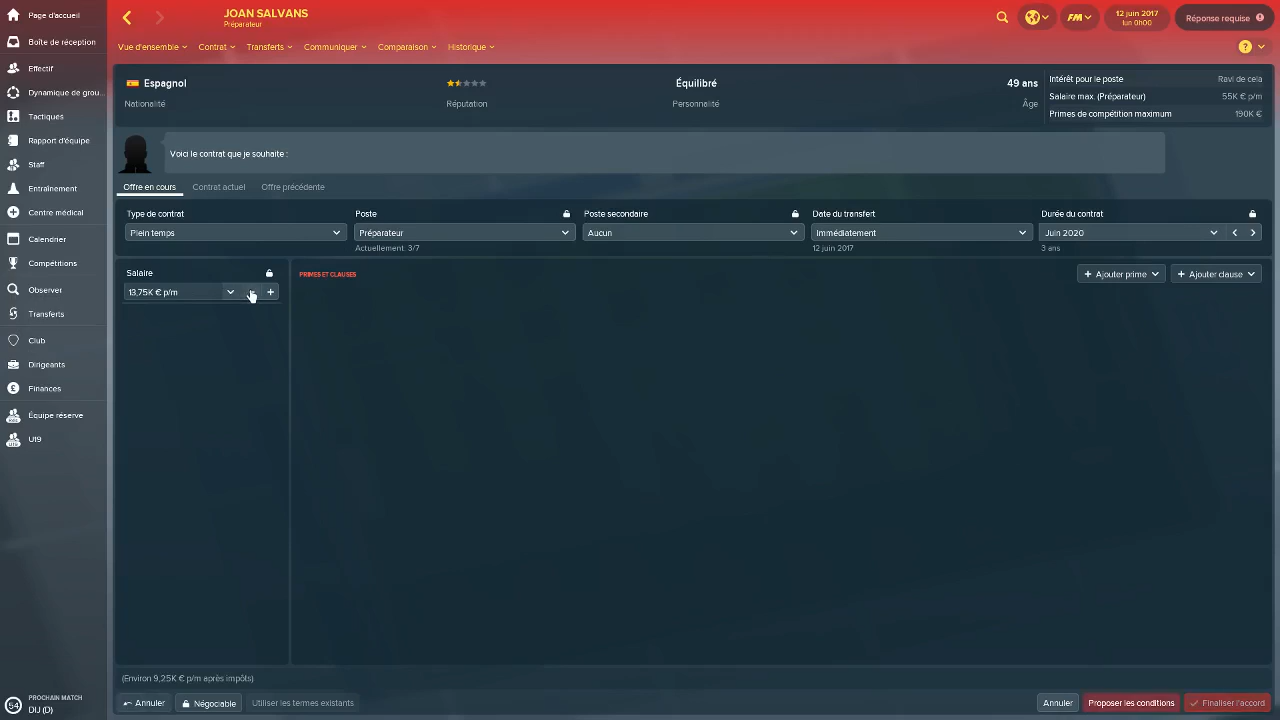 JOAN SALVANS
Préparateur
12 juin 2017
lun 0h00
Réponse requise
Page d'accueil
Boîte de réception
Effectif
Dynamique de grou...
Tactiques
Rapport d'équipe
Staff
Entraînement
Centre médical
Calendrier
Compétitions
Observer
Transferts
Club
Dirigeants
Finances
Équipe réserve
U19
PROCHAIN MATCH
54 DIJ (D)
Vue d'ensemble Contrat Transferts Communiquer Comparaison Historique
FM
?
Espagnol
Nationalité
Réputation
Équilibré
Personnalité
49 ans
Âge
Intérêt pour le poste Ravi de cela
Salaire max. (Préparateur) 55K € p/m
Primes de compétition maximum 190K €
Voici le contrat que je souhaite :
Offre en cours Contrat actuel Offre précédente
Type de contrat Poste Poste secondaire Date du transfert Durée du contrat
Plein temps Préparateur Aucun Immédiatement Juin 2020
Actuellement: 3/7 12 juin 2017 3 ans
Salaire
13,75K € p/m
PRIMES ET CLAUSES
Ajouter prime Ajouter clause
(Environ 9,25K € p/m après impôts)
Annuler Négociable Utiliser les termes existants Annuler Proposer les conditions Finaliser l'accord